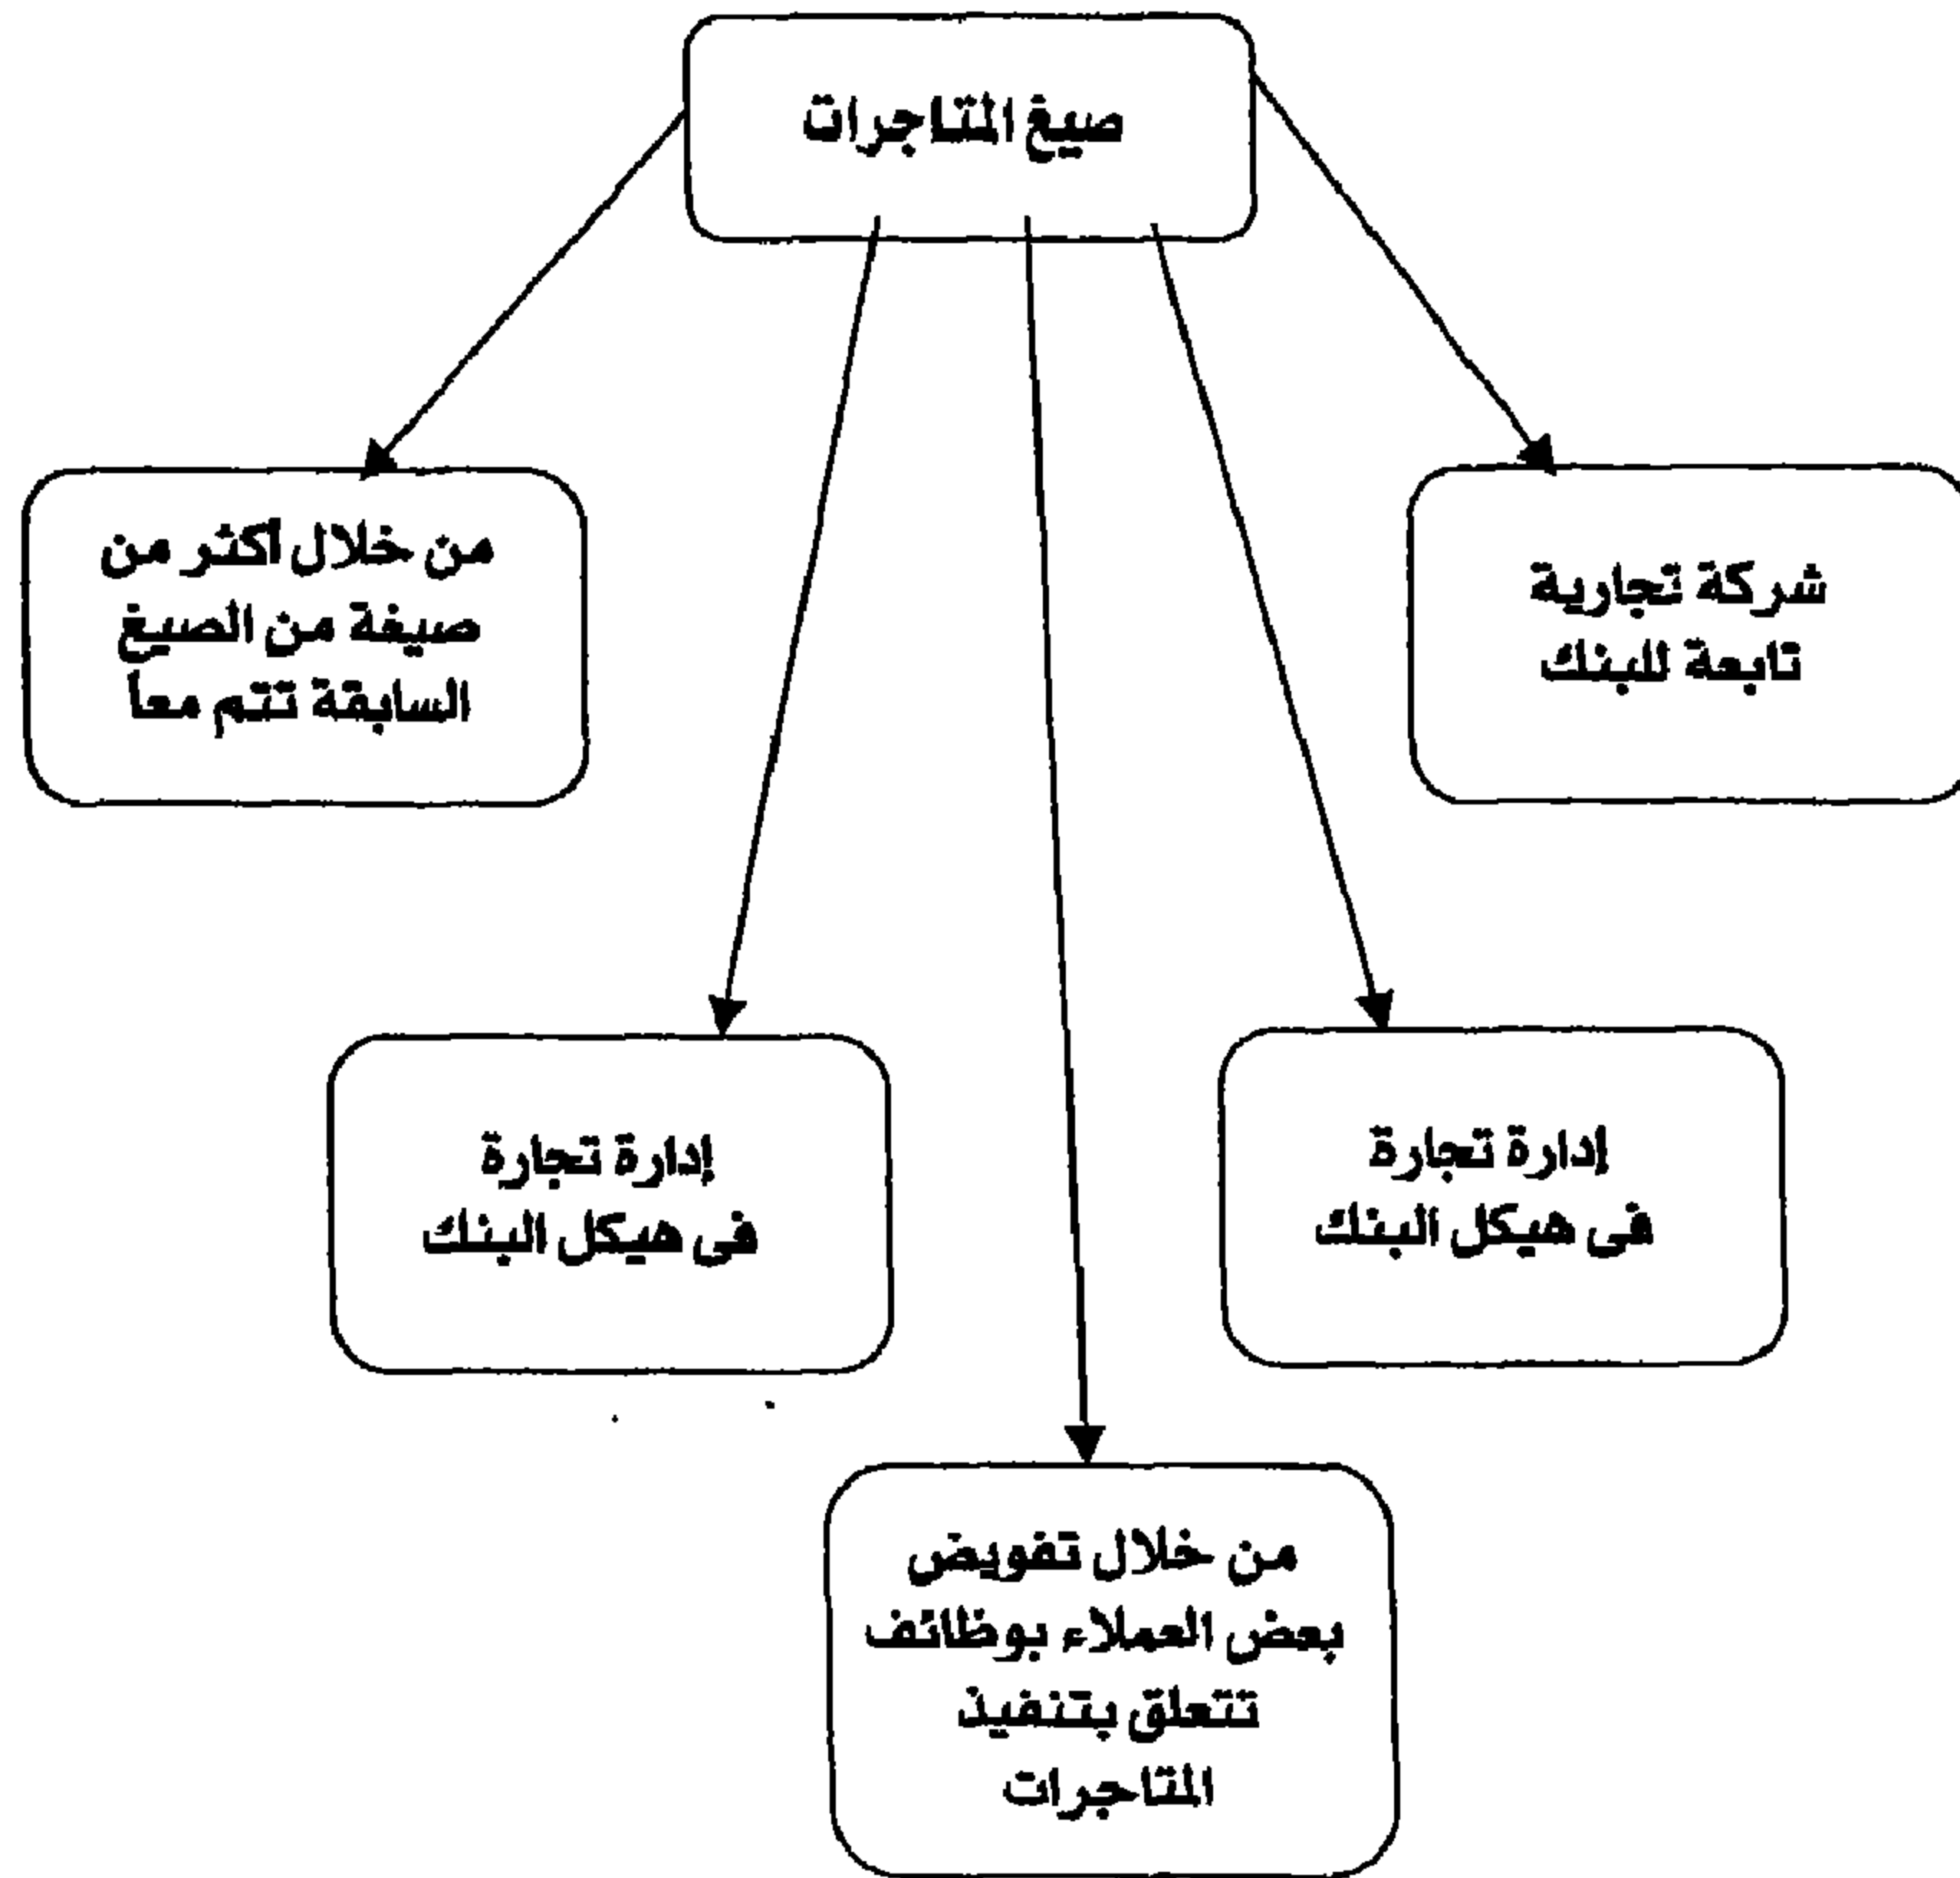 صيغ المتاجرات
شركة تجارية
تابعة للبنك
من خلال أكثر من
صيغة من الصيغ
السابقة تتم معا
إدارة تجارة
فى هيكل البنك
إدارة تجارة
فى هيكل البنك
من خلال تفويض
بعض العملاء بوظائف
تتعلق بتنفيذ
المتاجرات